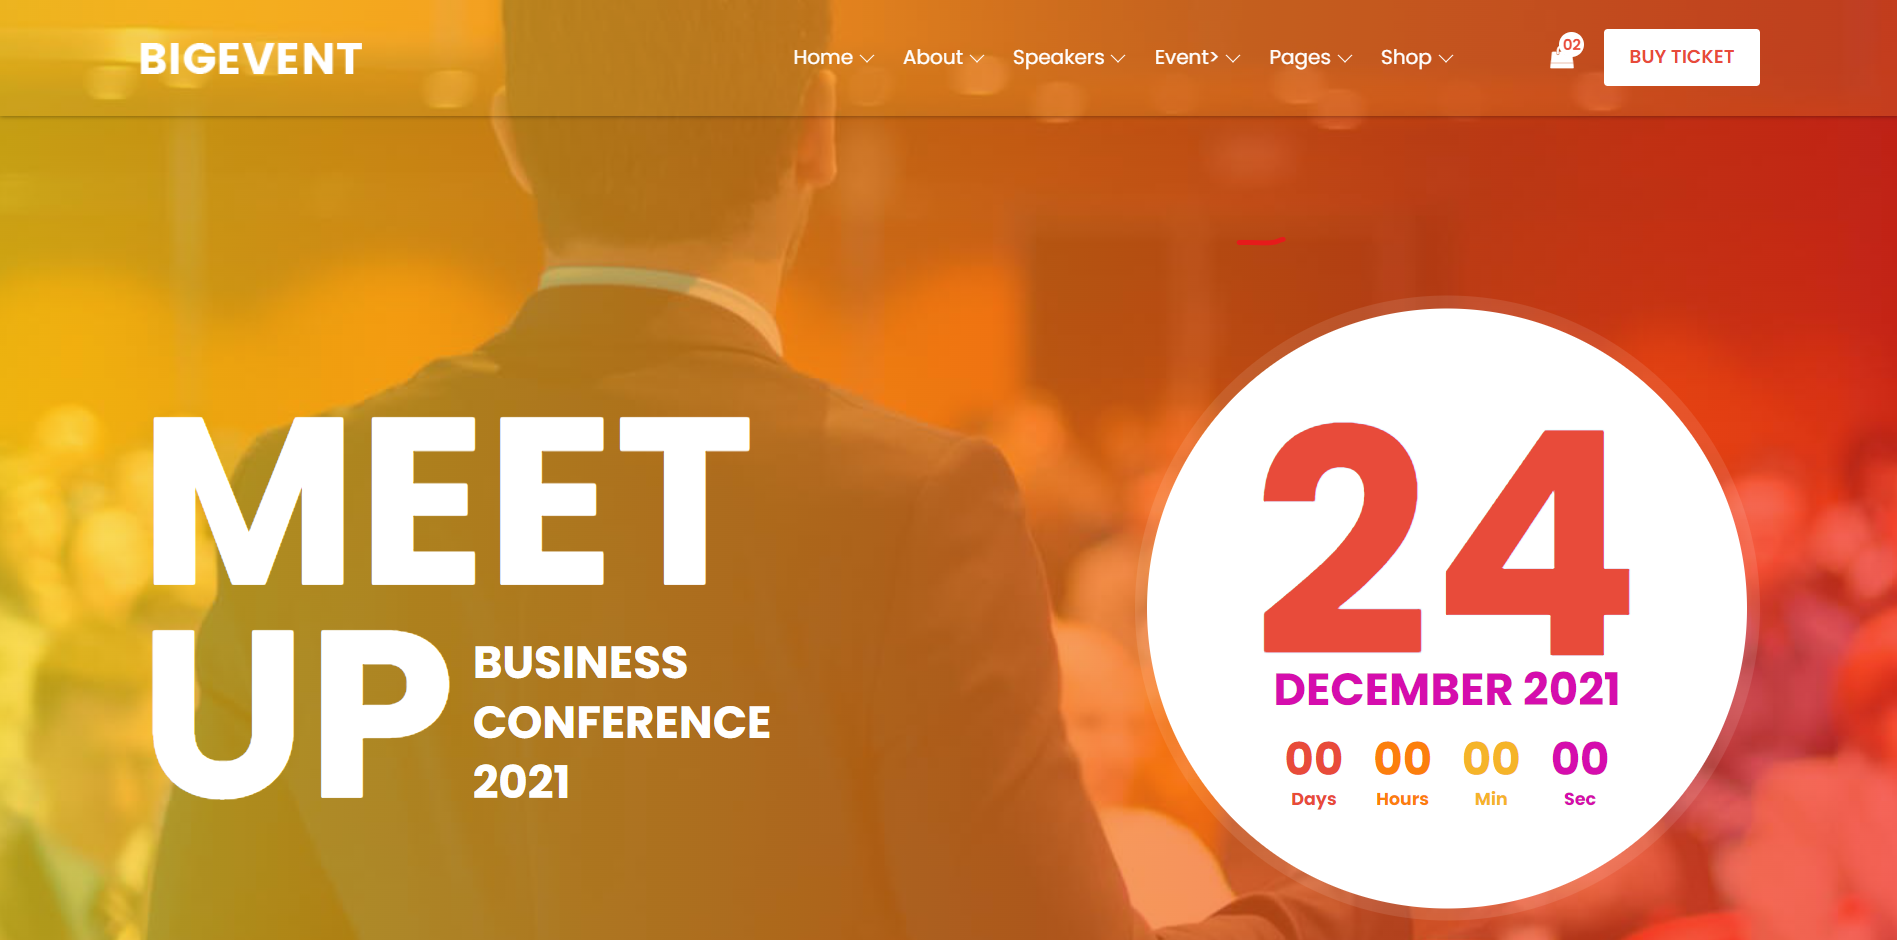 BIGEVENT
Home About Speakers Event> Pages Shop 02 BUY TICKET
MEET
UP
BUSINESS
CONFERENCE
2021
24
DECEMBER 2021
00 00 00 00
Days Hours Min Sec